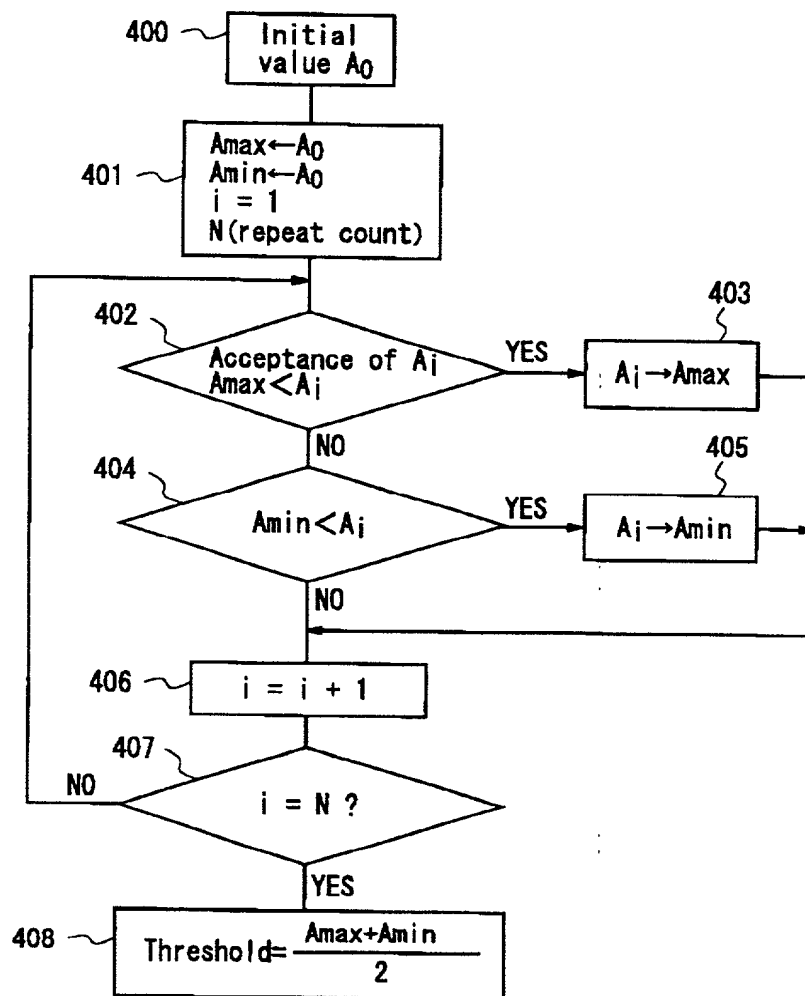 400
Initial
value A0
401
Amax←A0
Amin←A0
i = 1
N(repeat count)
402
Acceptance of Ai
Amax<Ai
YES
403
Ai→Amax
NO
404
Amin<Ai
YES
405
Ai→Amin
NO
406
i = i + 1
407
NO
i = N ?
YES
408
Threshold=
Amax+Amin
2